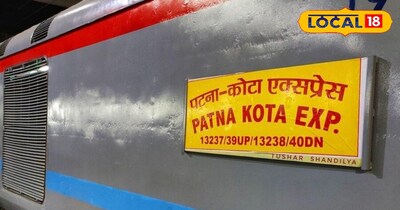 LOCAL 18
पटना-कोटा एक्सप्रेस
PATNA KOTA EXP.
13237/39UP/13238/40DN
TUSHAR SHANDILYA